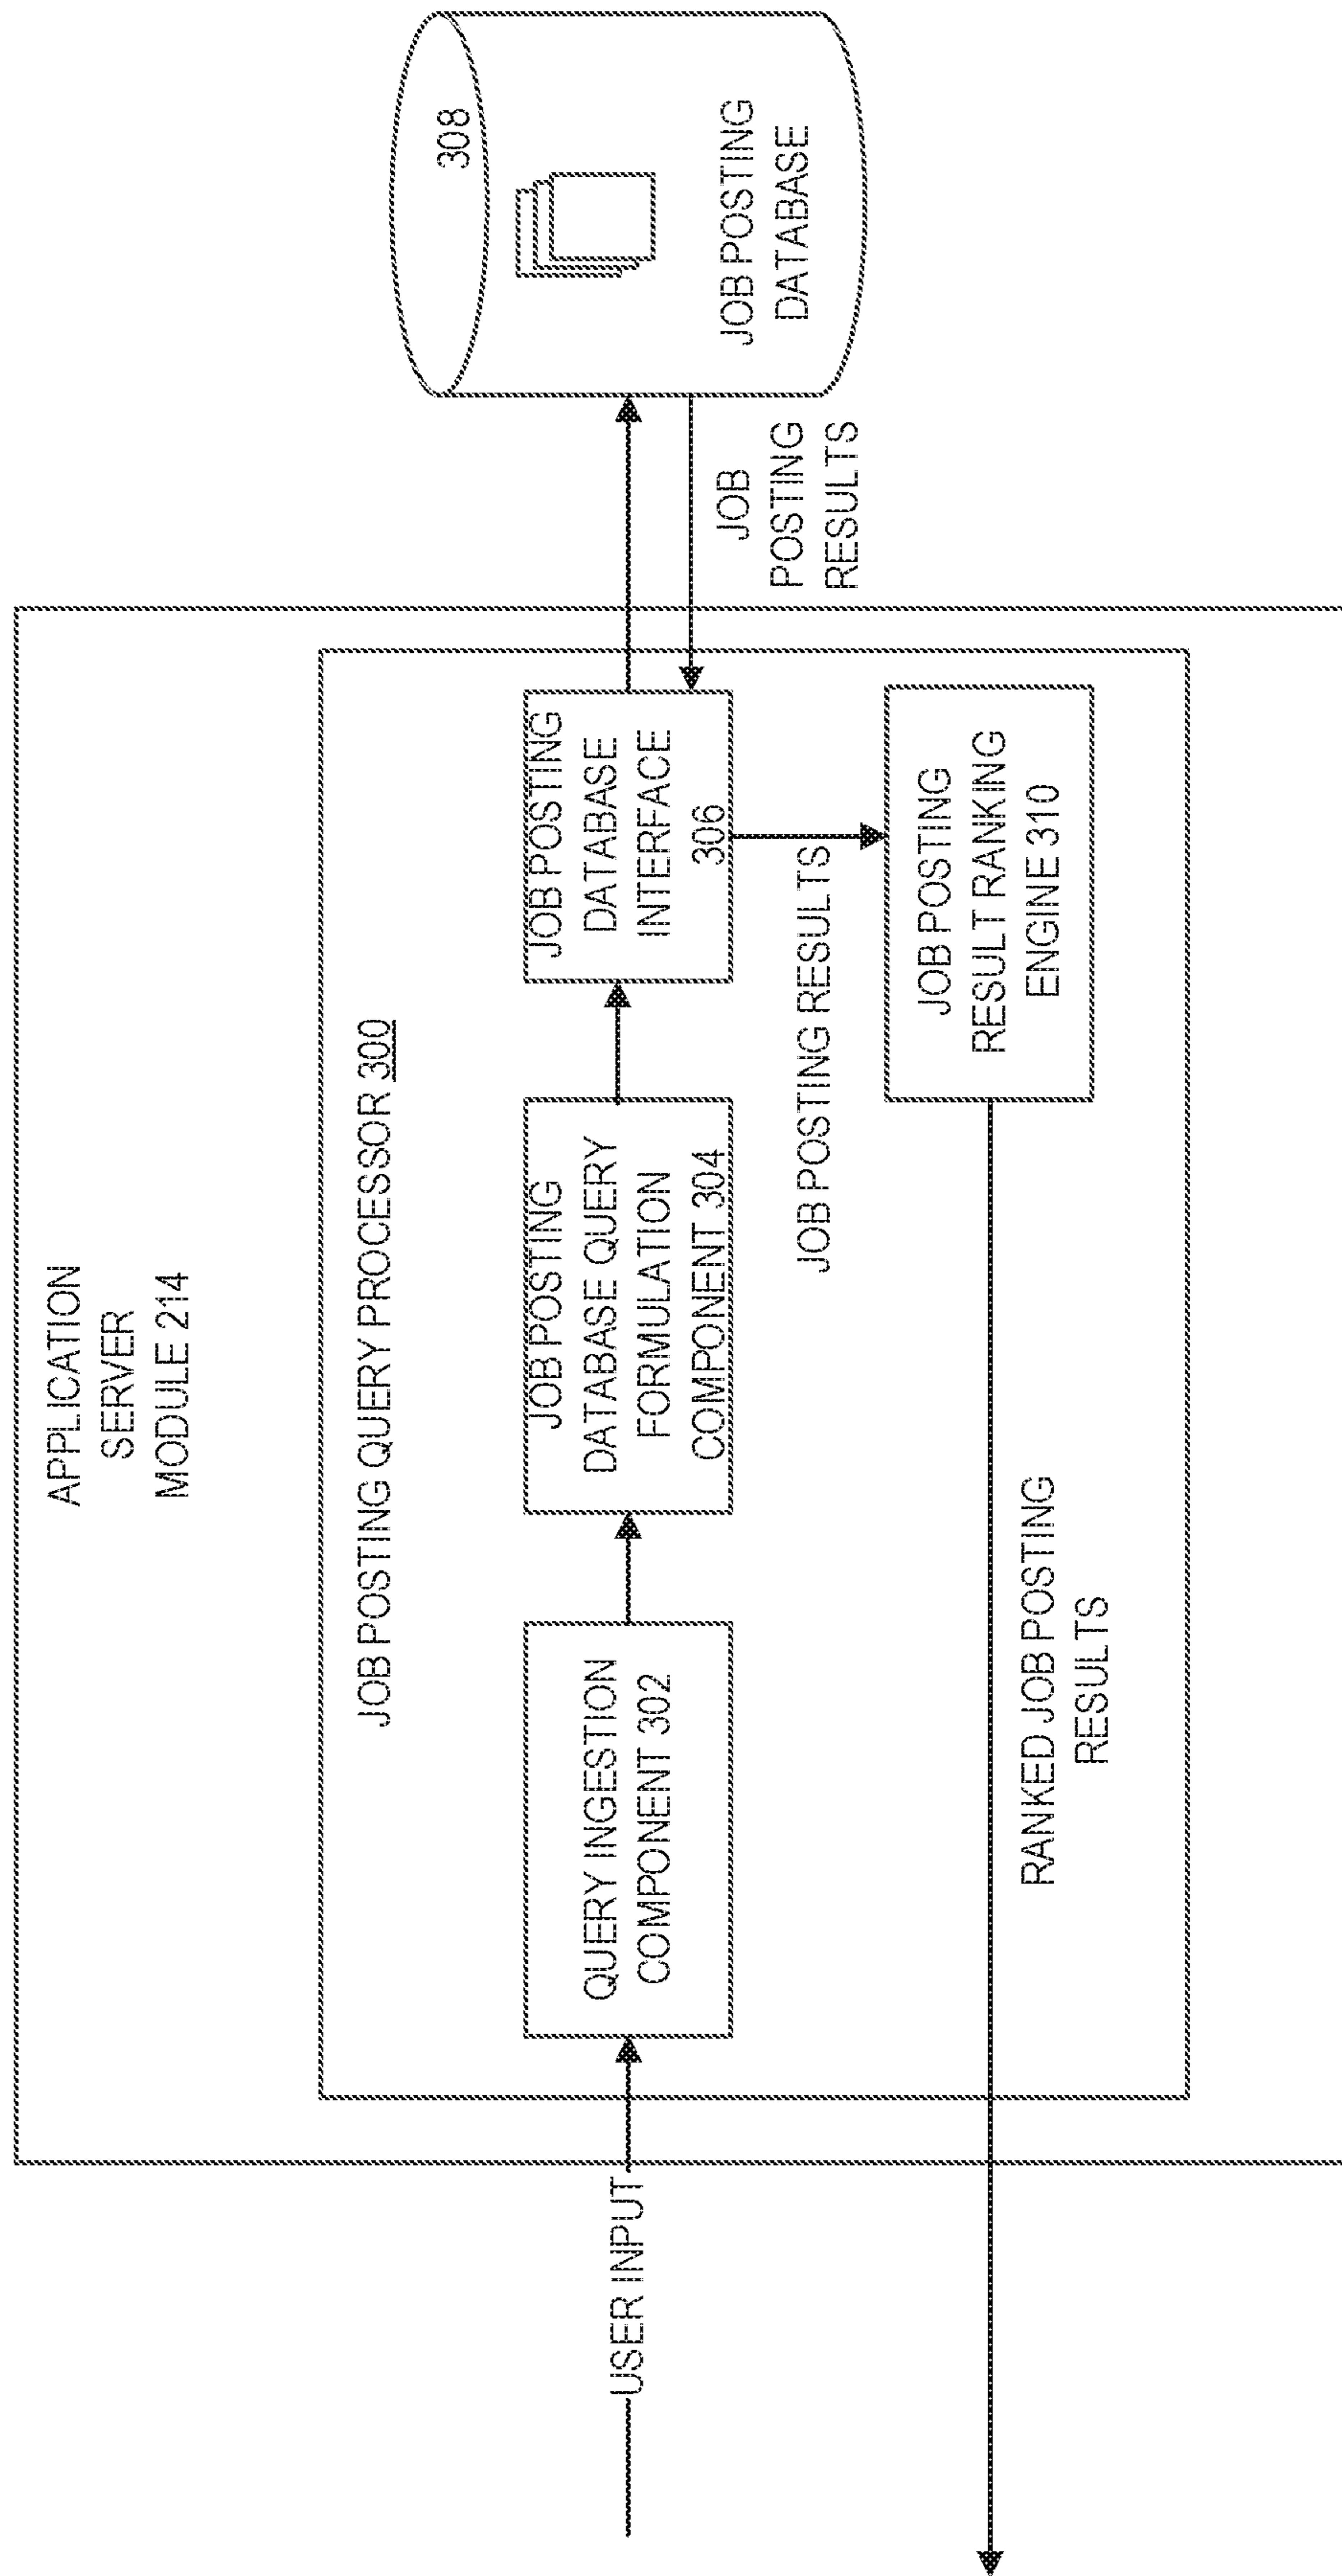 APPLICATION
SERVER
MODULE 214
JOB POSTING QUERY PROCESSOR 300
USER INPUT
QUERY INGESTION
COMPONENT 302
JOB POSTING
DATABASE QUERY
FORMULATION
COMPONENT 304
JOB POSTING
DATABASE
INTERFACE
306
308
JOB POSTING
DATABASE
JOB
POSTING
RESULTS
JOB POSTING RESULTS
JOB POSTING
RESULT RANKING
ENGINE 310
RANKED JOB POSTING
RESULTS